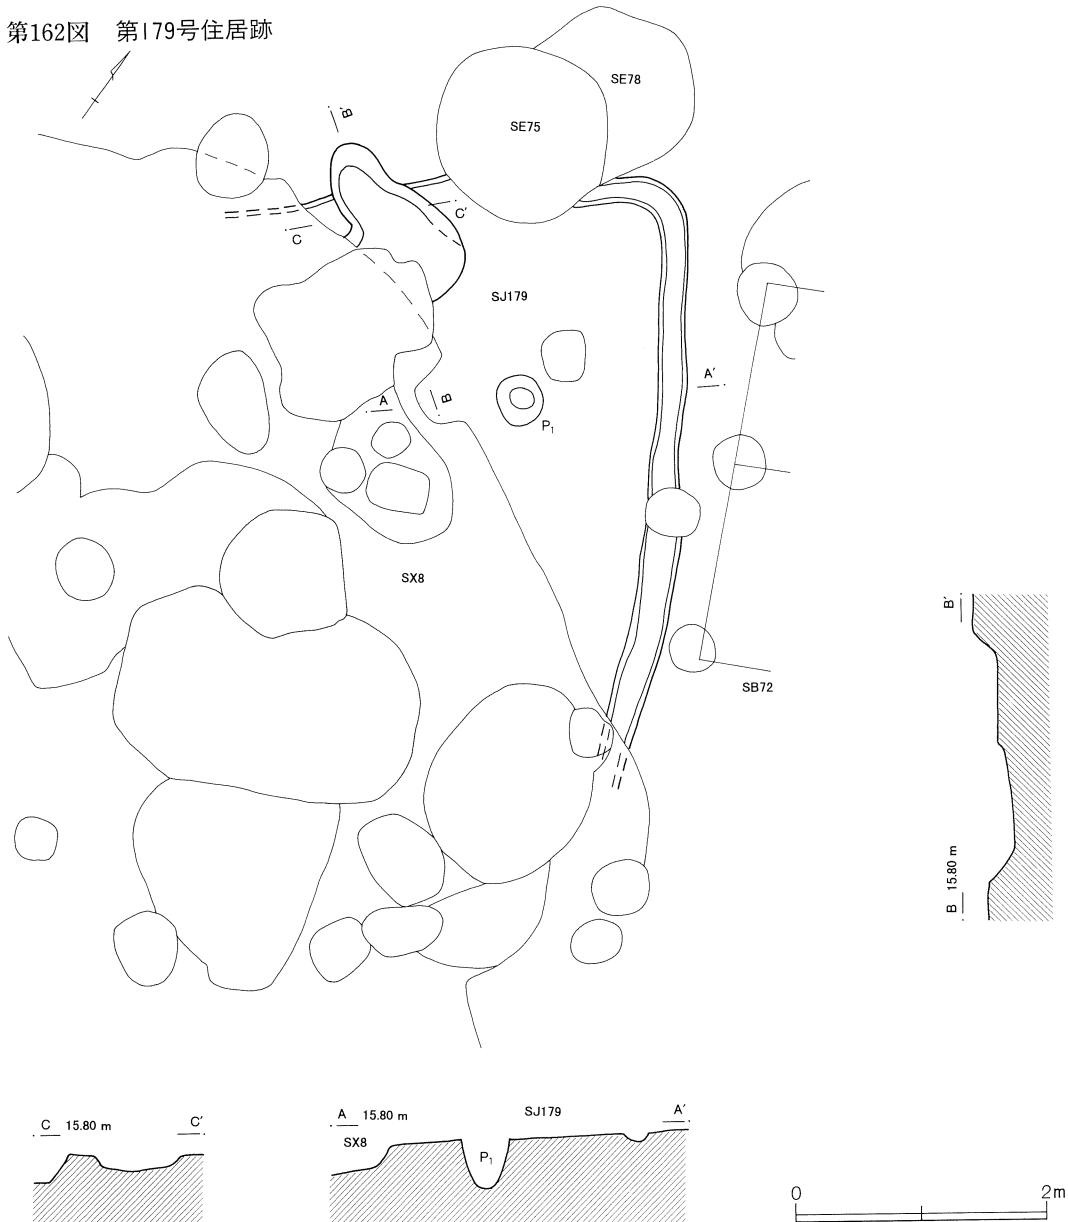 第162図　第179号住居跡
SE78
SE75
B′
C′
C
SJ179
A′
A
B
P1
SX8
SB72
B′
B 15.80 m
C 15.80 m C′
A 15.80 m SJ179 A′
SX8
P1
0 2m